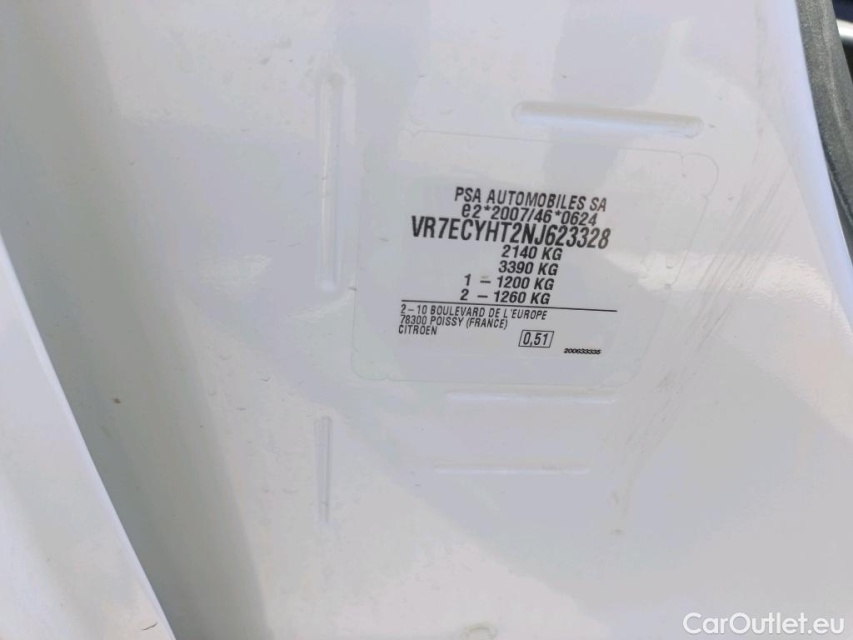 PSA AUTOMOBILES SA
e2*2007/46*0624
VR7ECYHT2NJ623328
2140 KG
3390 KG
1 - 1200 KG
2 - 1260 KG
2-10 BOULEVARD DE L'EUROPE
78300 POISSY (FRANCE)
CITROEN
0,51
200633335
CarOutlet.eu